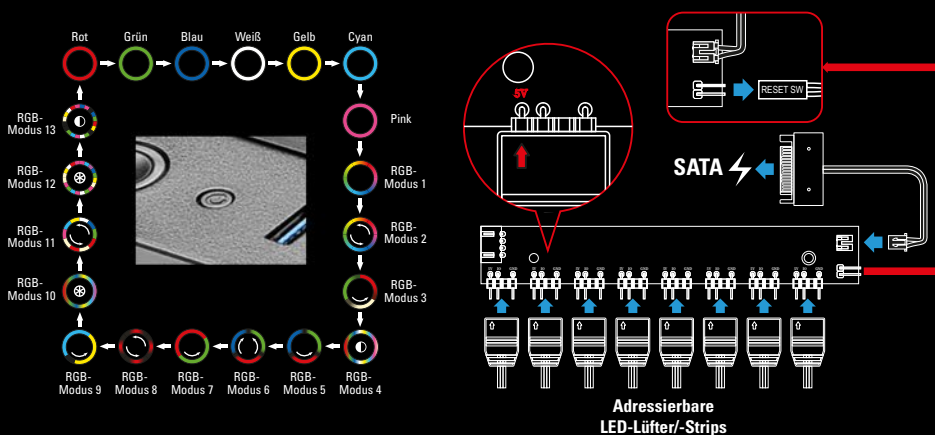 Rot
Grün
Blau
Weiß
Gelb
Cyan
Pink
RGB-
Modus 1
RGB-
Modus 2
RGB-
Modus 3
RGB-
Modus 4
RGB-
Modus 5
RGB-
Modus 6
RGB-
Modus 7
RGB-
Modus 8
RGB-
Modus 9
RGB-
Modus 10
RGB-
Modus 11
RGB-
Modus 12
RGB-
Modus 13
5V
RESET SW
SATA
Adressierbare
LED-Lüfter/-Strips